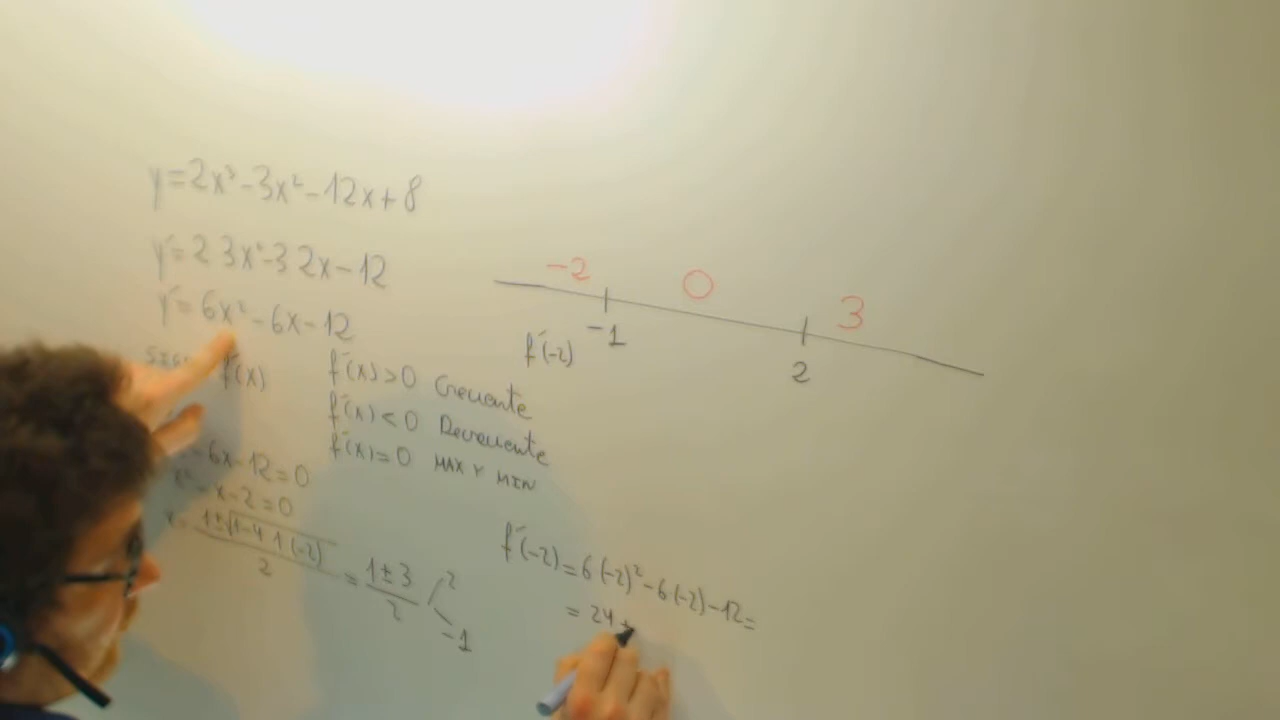 y=2x³-3x²-12x+8
y´=2 3x²-3 2x-12
y´=6x²-6x-12
f´(x)
f´(x)>0 Creciente
f´(x)<0 Decreciente
f´(x)=0 MAX Y MIN
-6x-12=0
x²-x-2=0
x=1±√1-4 1 (-2)/2 = 1±3/2
2
-1
-2 0 3
-1 2
f´(-2)
f´(-2)=6(-2)²-6(-2)-12=
= 24 +